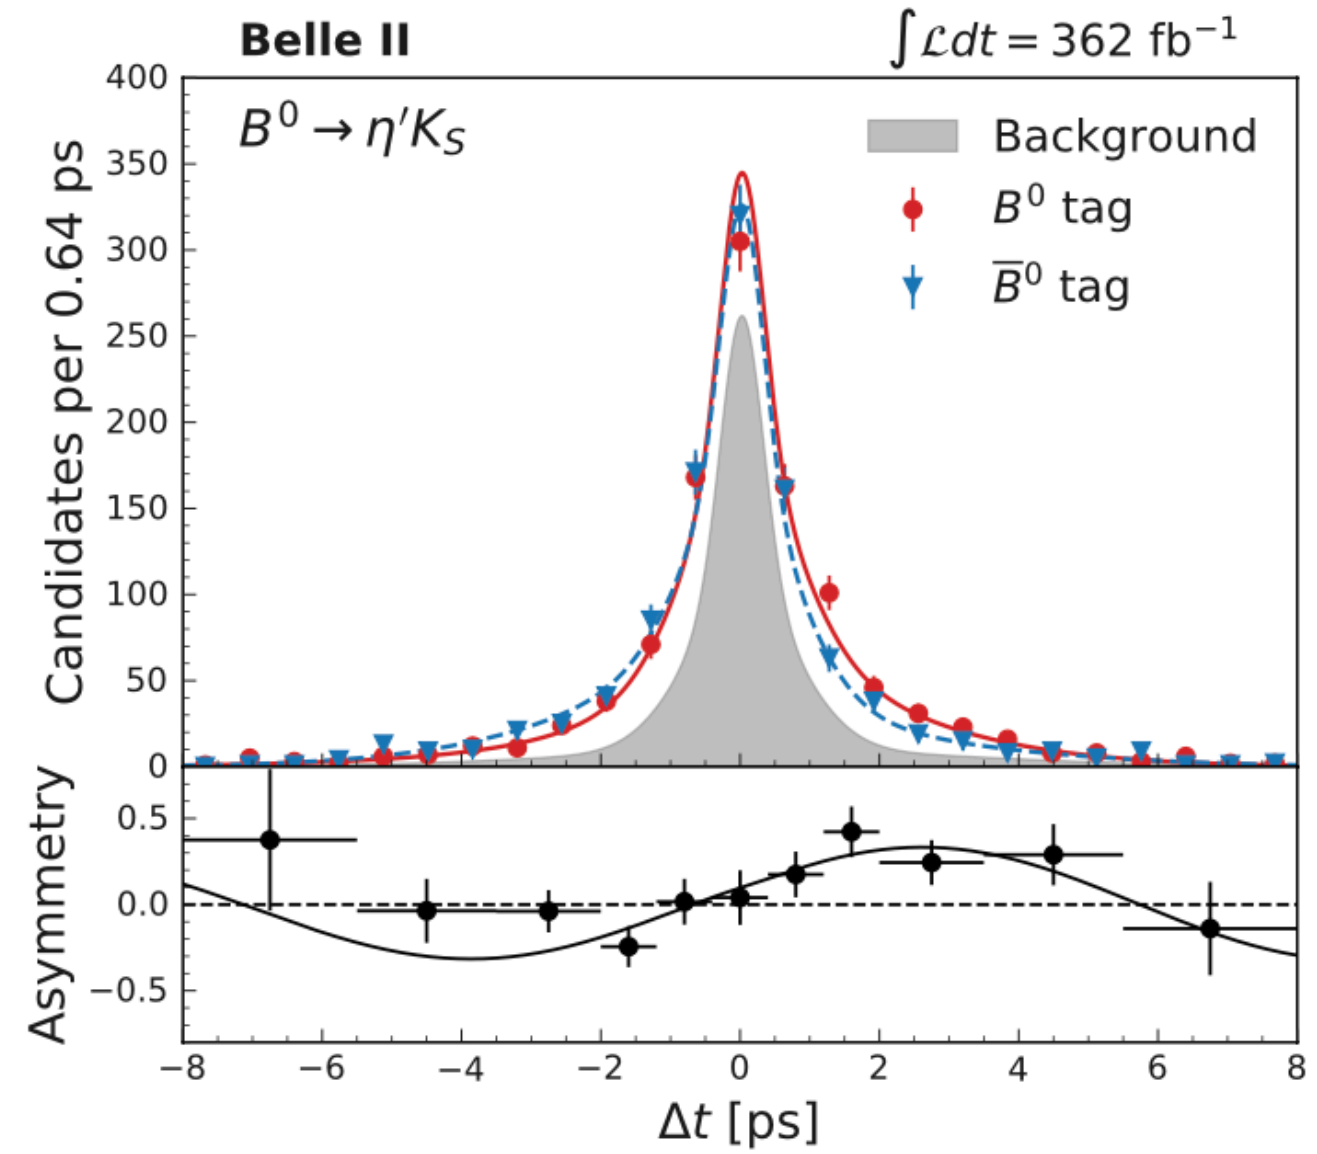 Belle II
∫ℒdt = 362 fb⁻¹
B⁰ → η′K_S
Background
B⁰ tag
B̅⁰ tag
Candidates per 0.64 ps
400
350
300
250
200
150
100
50
0
Asymmetry
0.5
0.0
−0.5
−8 −6 −4 −2 0 2 4 6 8
Δt [ps]